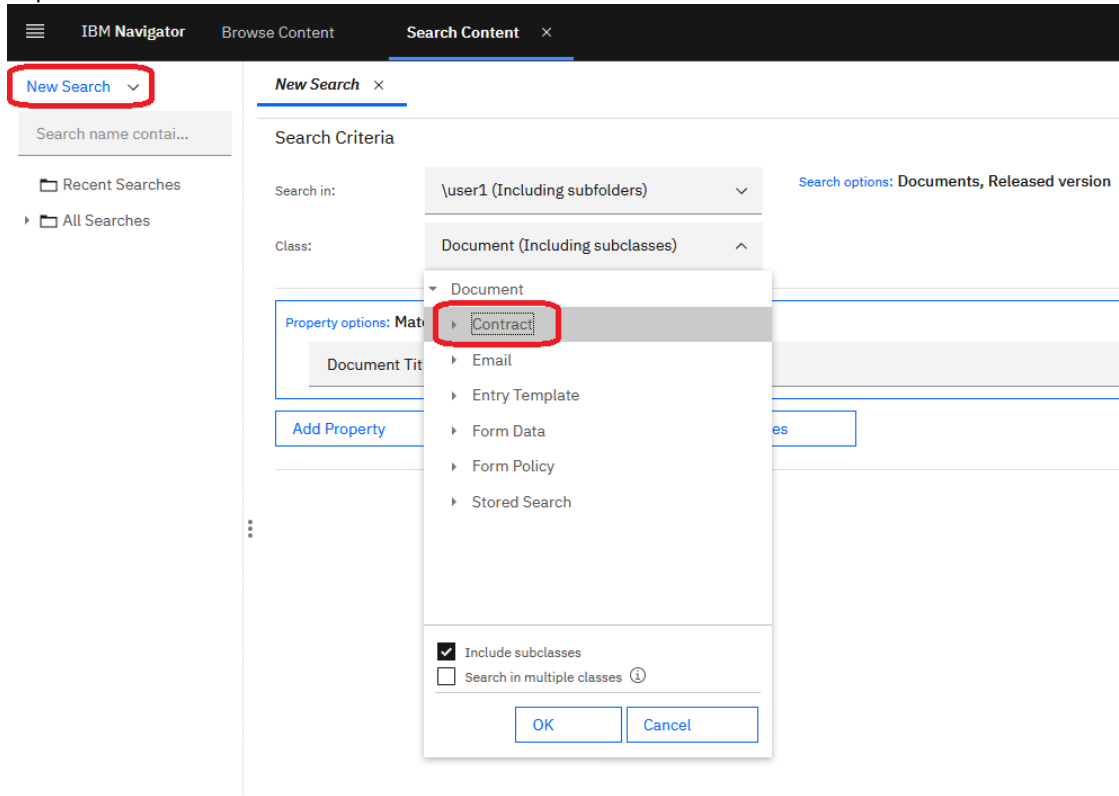 IBM Navigator Browse Content Search Content ×
New Search
Search name contai...
Recent Searches
All Searches
New Search ×
Search Criteria
Search in: \user1 (Including subfolders) Search options: Documents, Released version
Class: Document (Including subclasses)
Document
Property options: Mat
Contract
Document Tit
Email
Entry Template
Add Property
Form Data
es
Form Policy
Stored Search
Include subclasses
Search in multiple classes
OK Cancel